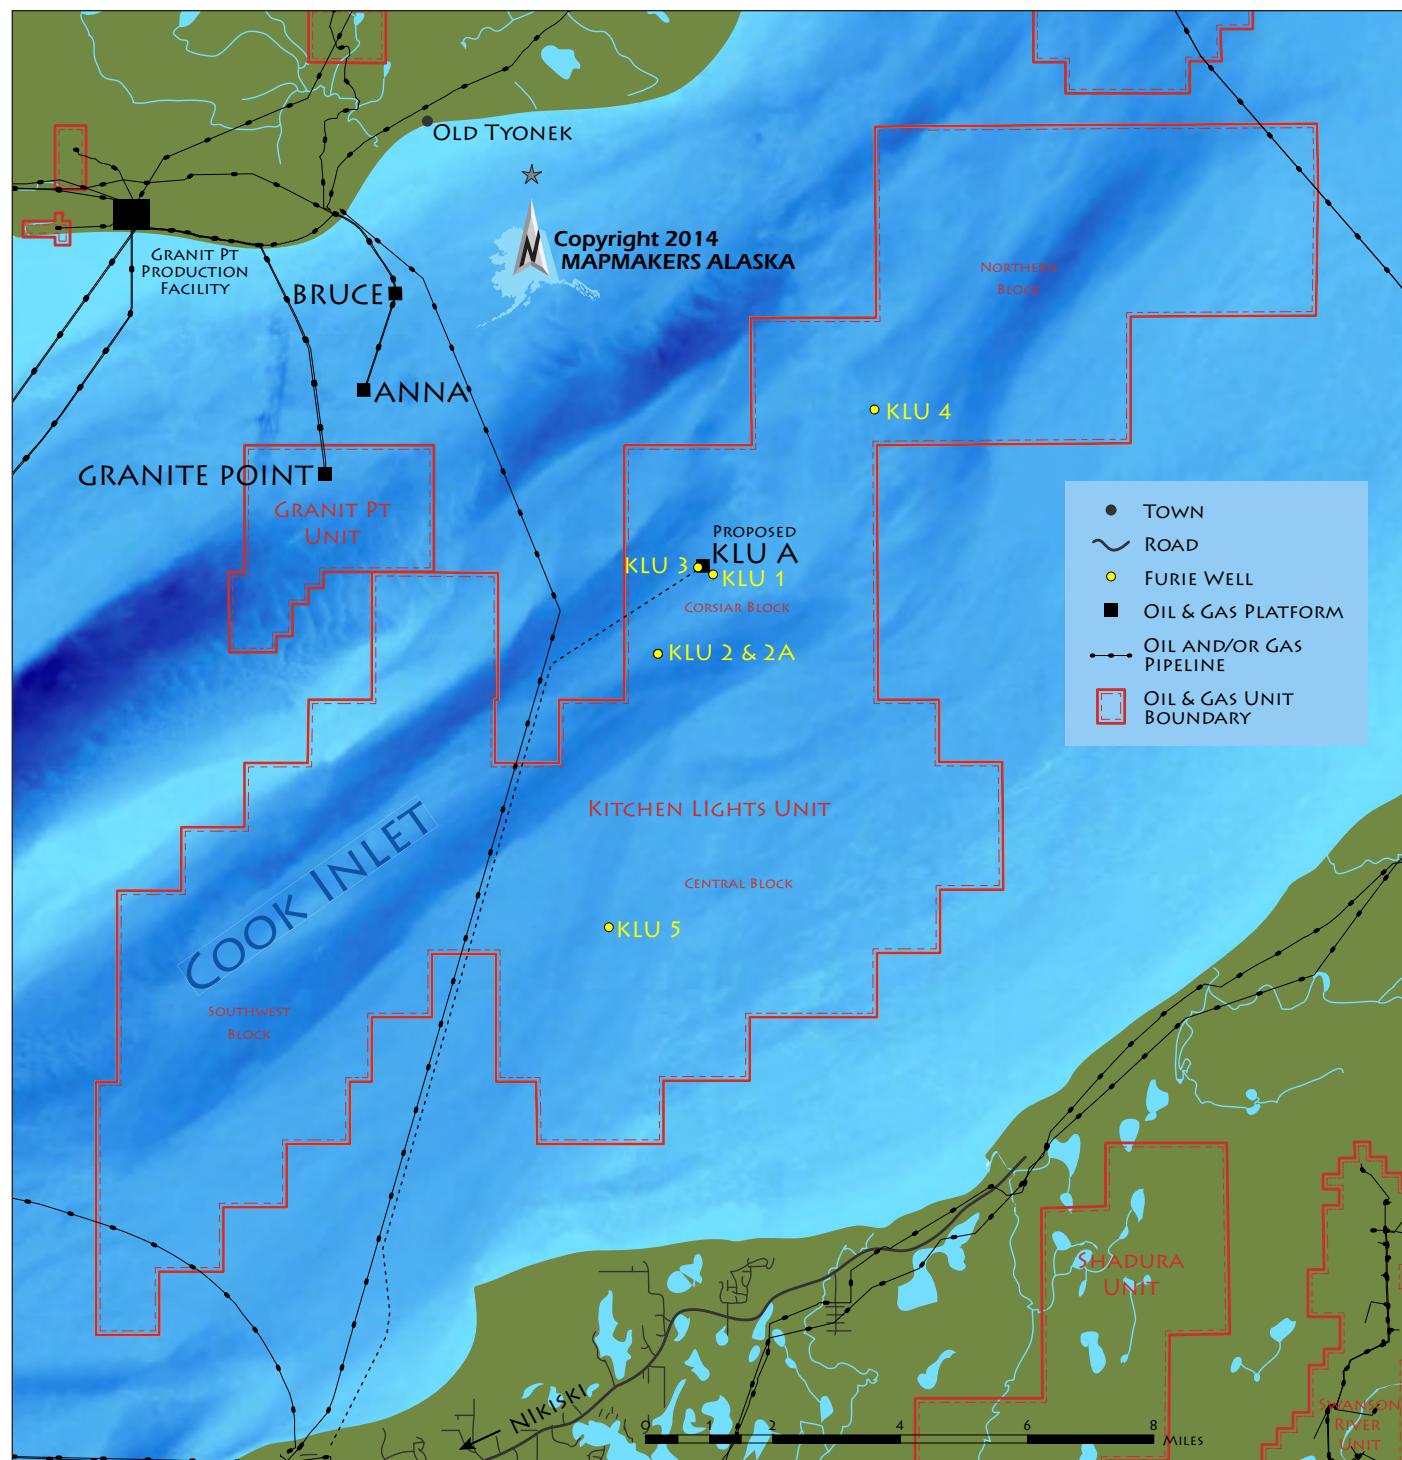 Old Tyonek
Copyright 2014
MAPMAKERS ALASKA
N
Granit Pt
Production
Facility
Bruce
Anna
Granite Point
Granit Pt
Unit
Northern
Block
KLU 4
Town
Road
Furie Well
Oil & Gas Platform
Oil and/or Gas
Pipeline
Oil & Gas Unit
Boundary
Proposed
KLU A
KLU 3
KLU 1
Corsiar Block
KLU 2 & 2A
Kitchen LIghts Unit
Central Block
KLU 5
Cook Inlet
Southwest
Block
Shadura
Unit
Swanson
River
Unit
Nikiski
0 1 2 4 6 8
Miles